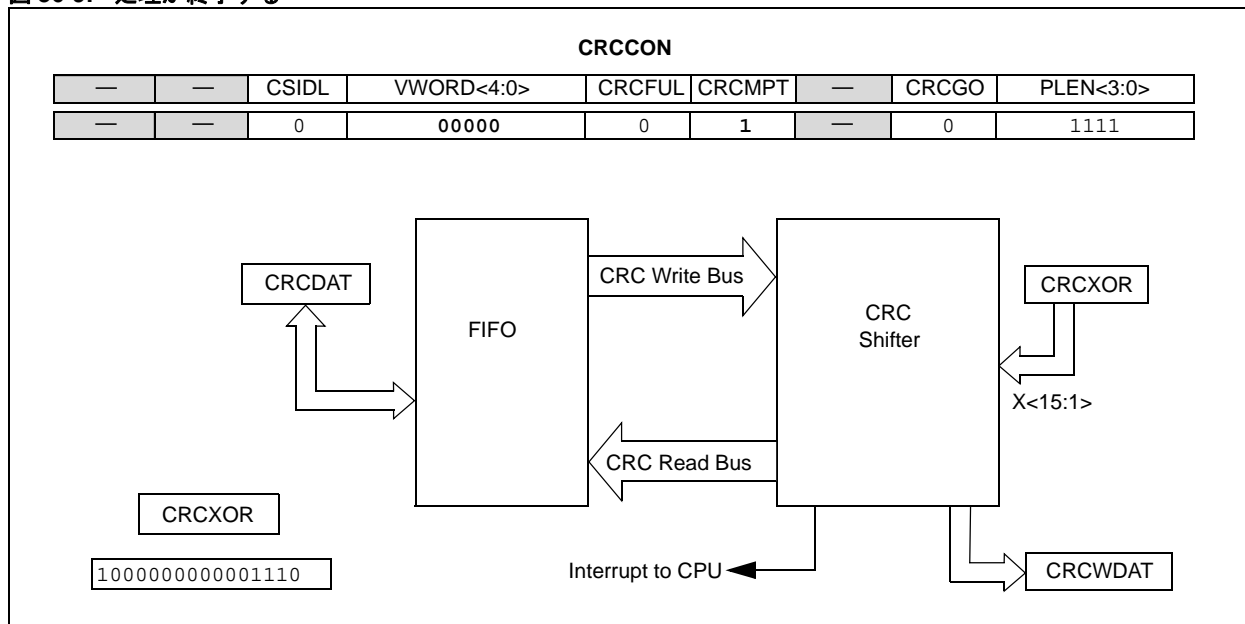 CRCCON
— — CSIDL VWORD<4:0> CRCFUL CRCMPT — CRCGO PLEN<3:0>
— — 0 00000 0 1 — 0 1111
CRCDAT
FIFO
CRC Write Bus
CRC
Shifter
CRCXOR
X<15:1>
CRC Read Bus
CRCXOR
1000000000001110
Interrupt to CPU
CRCWDAT